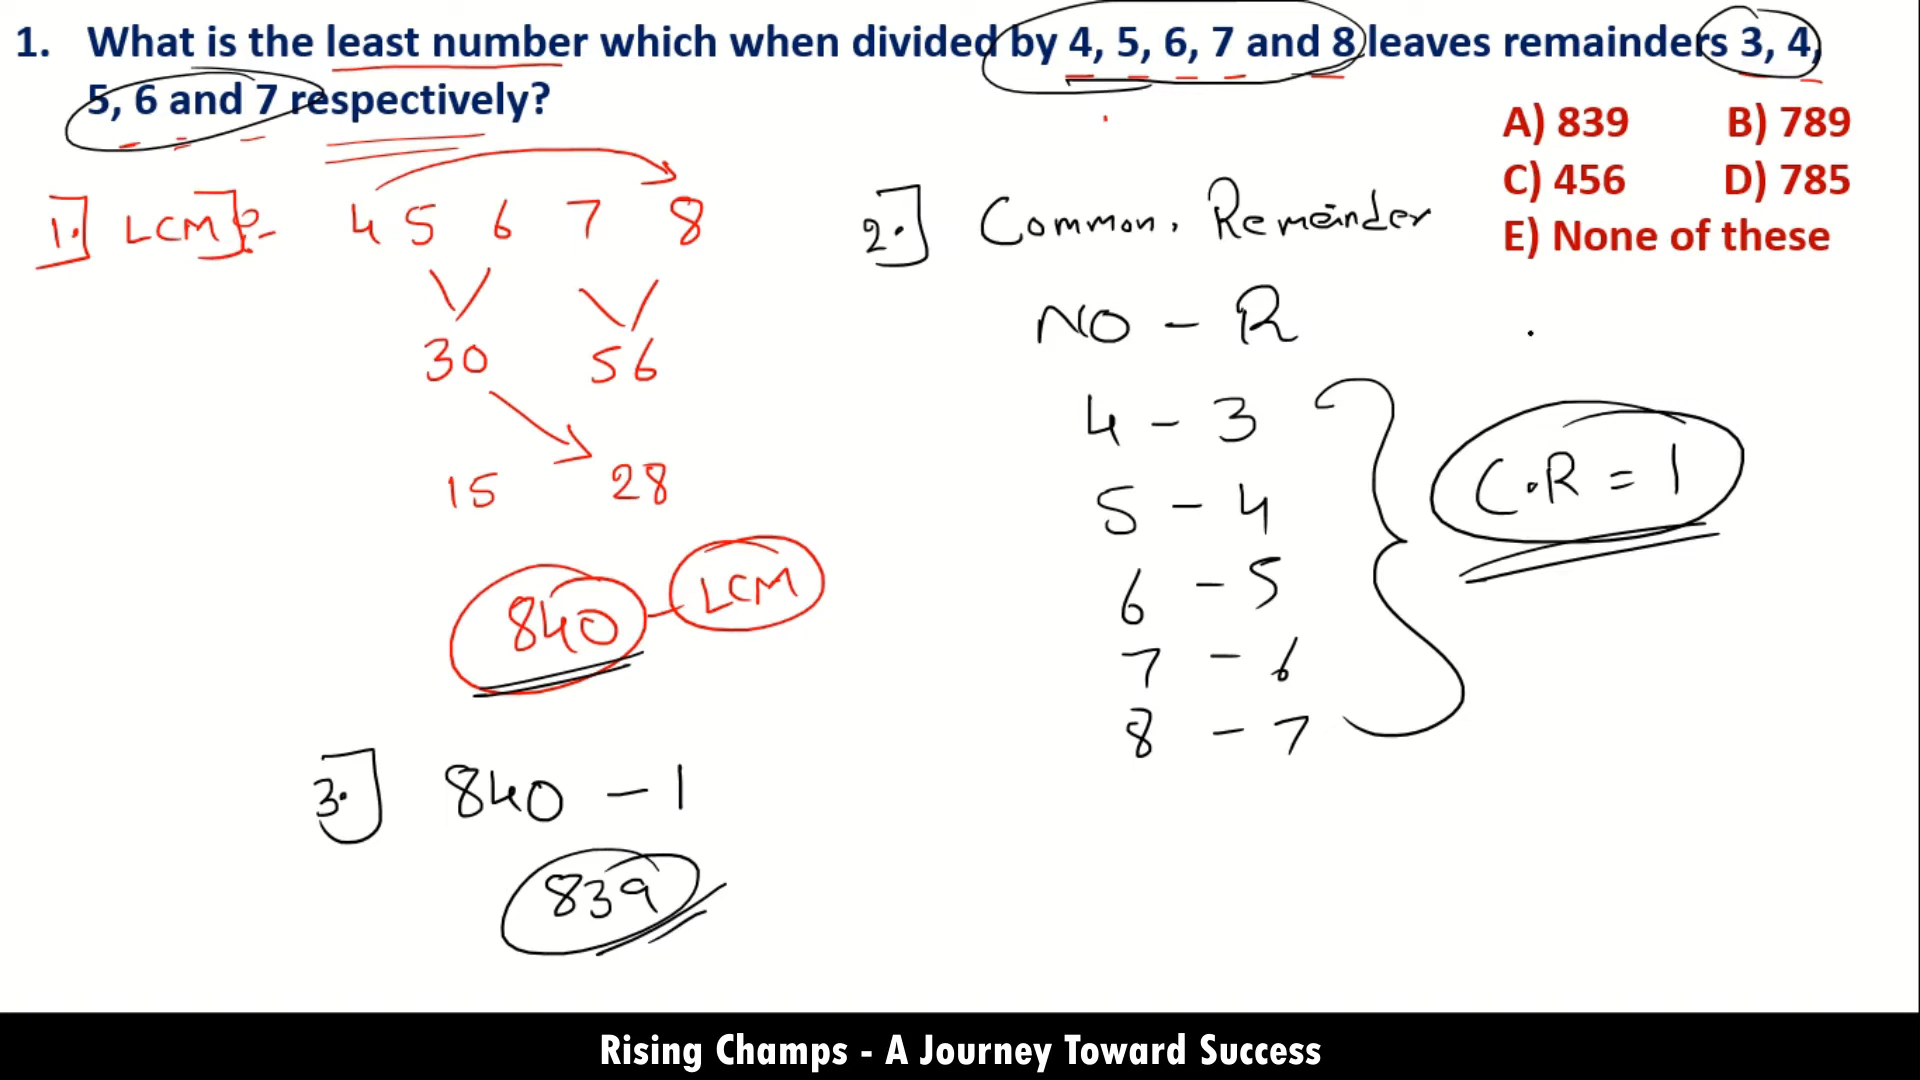 1. What is the least number which when divided by 4, 5, 6, 7 and 8 leaves remainders 3, 4,
5, 6 and 7 respectively?
A) 839 B) 789
C) 456 D) 785
E) None of these
1.] LCM]:- 4 5 6 7 8
30 56
15 28
840 - LCM
3.] 840 - 1
839
2.] Common, Remeinder
NO - R
4 - 3
5 - 4
6 - 5
7 - 6
8 - 7
C.R = 1
Rising Champs - A Journey Toward Success